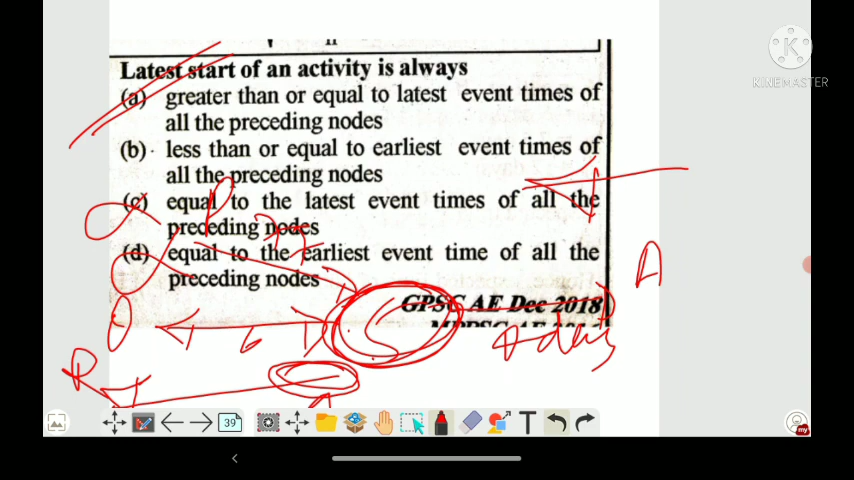 Latest start of an activity is always
(a) greater than or equal to latest event times of
all the preceding nodes
(b) less than or equal to earliest event times of
all the preceding nodes
(c) equal to the latest event times of all the
preceding nodes
(d) equal to the earliest event time of all the
preceding nodes
GPSC AE Dec 2018
P
A
6
S
days
R
K
KINEMASTER
39
T
my